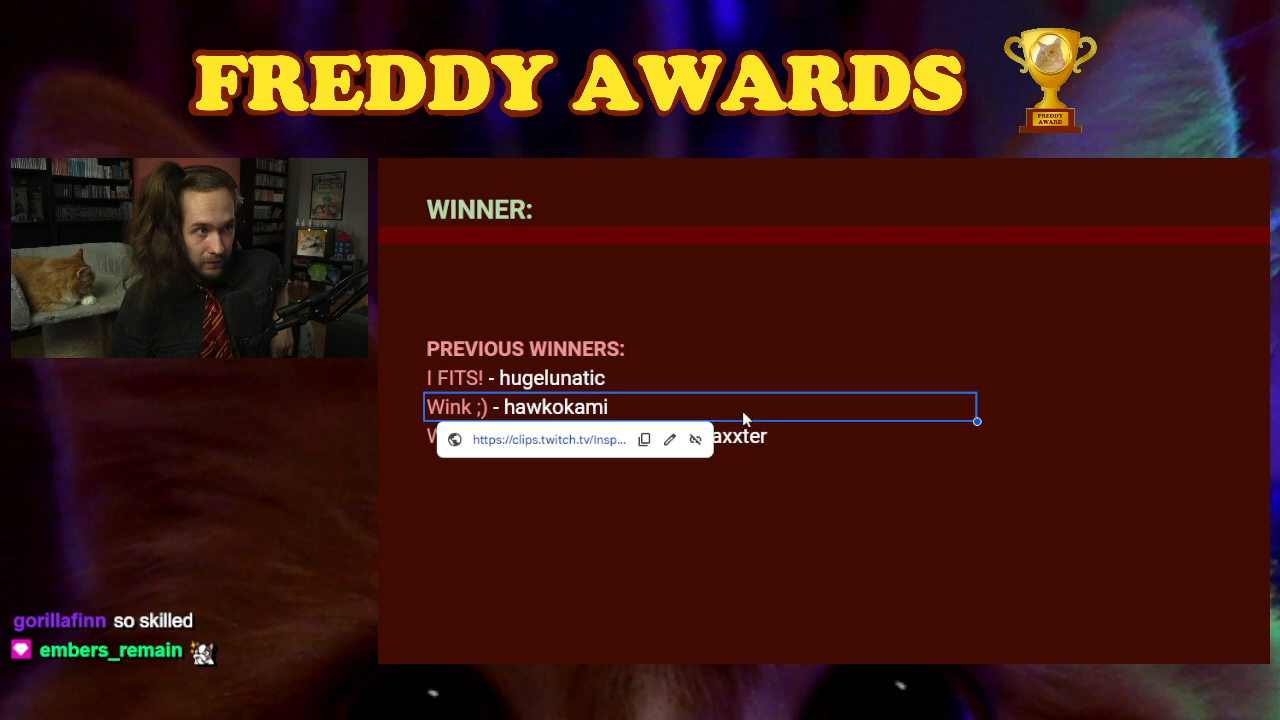 FREDDY AWARDS
FREDDY
AWARD
WINNER:
PREVIOUS WINNERS:
I FITS! - hugelunatic
Wink ;) - hawkokami
https://clips.twitch.tv/Insp...
gorillafinn so skilled
embers_remain